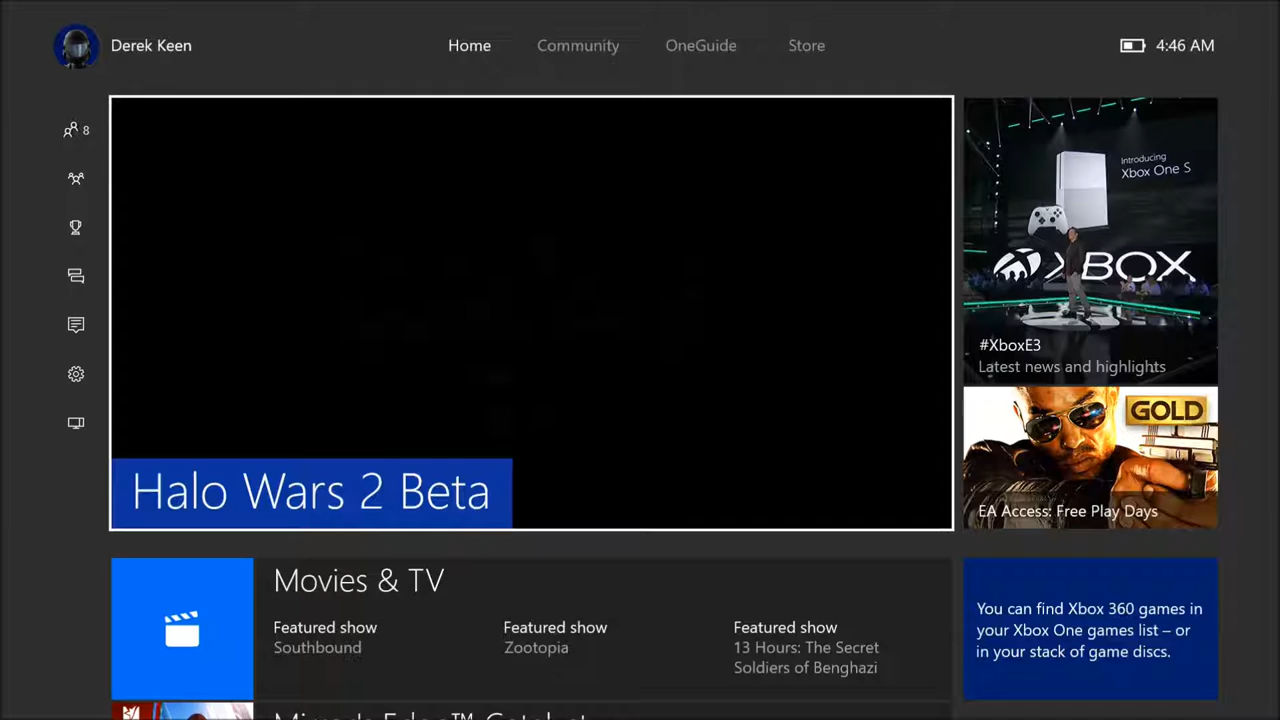 Derek Keen
Home
Community
OneGuide
Store
4:46 AM
8
Introducing
Xbox One S
XBOX
#XboxE3
Latest news and highlights
GOLD
EA Access: Free Play Days
Halo Wars 2 Beta
Movies & TV
Featured show
Southbound
Featured show
Zootopia
Featured show
13 Hours: The Secret
Soldiers of Benghazi
You can find Xbox 360 games in
your Xbox One games list – or
in your stack of game discs.
Mirror's Edge™ Catalyst